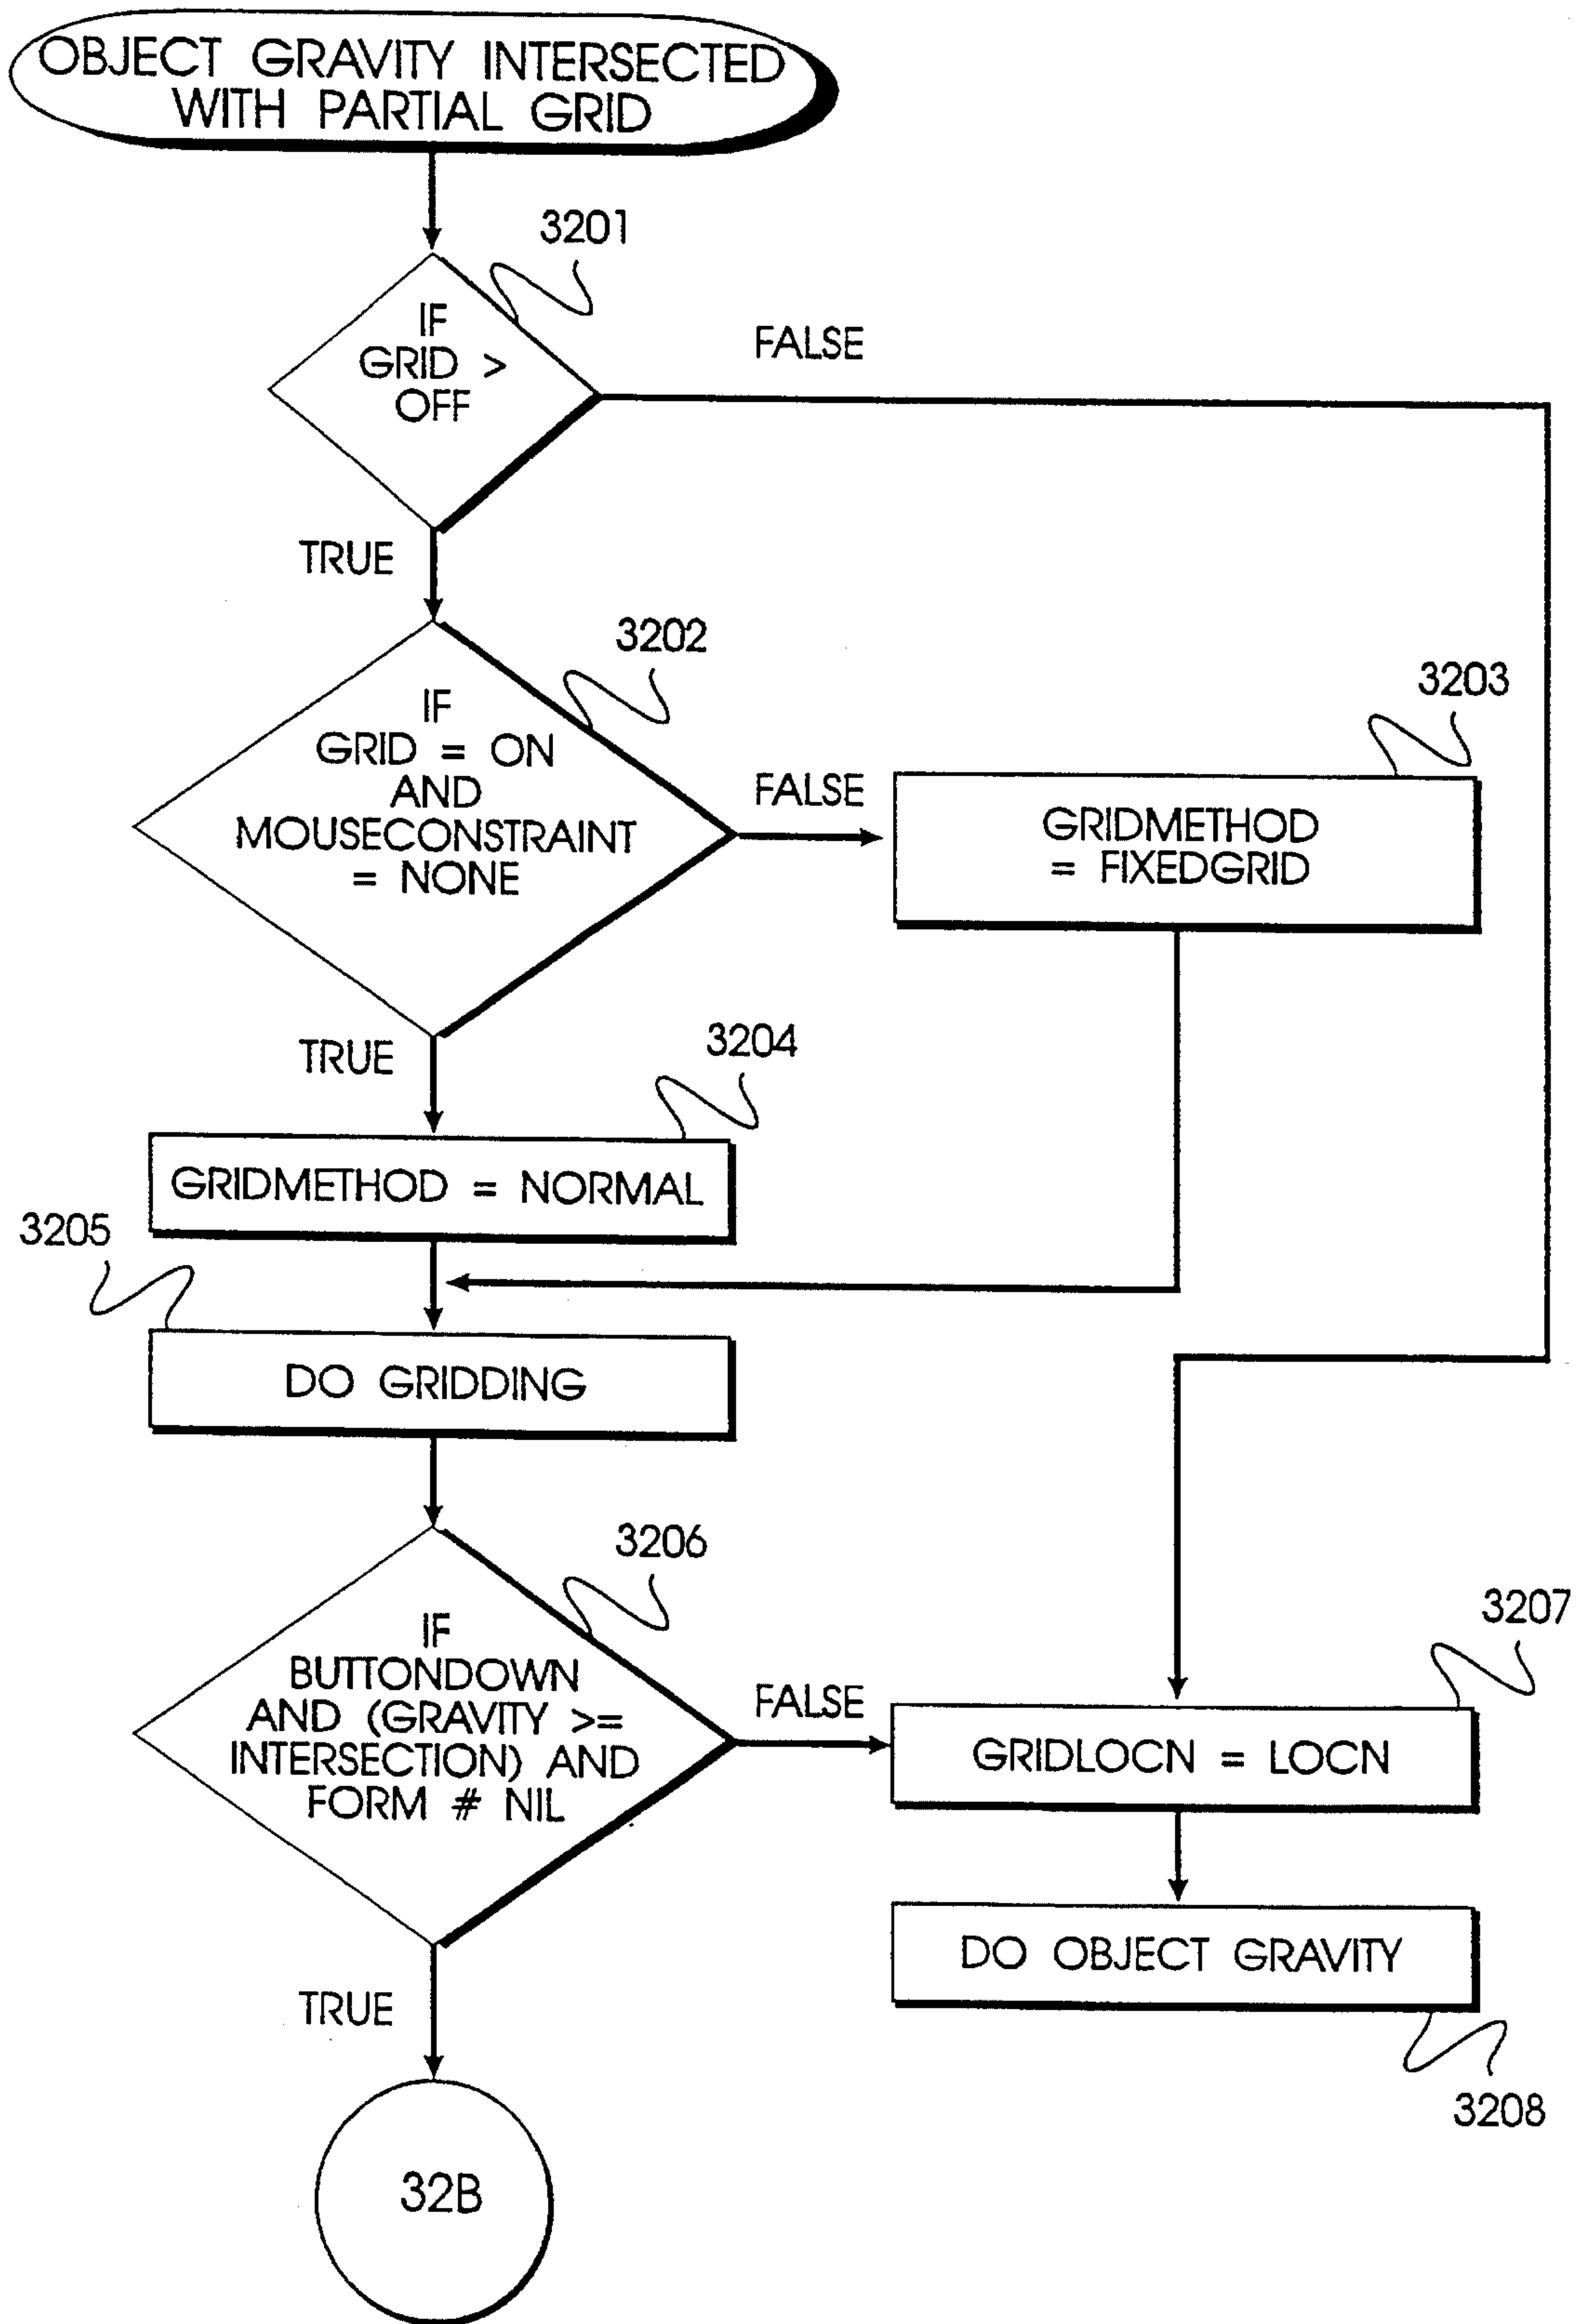 OBJECT GRAVITY INTERSECTED
WITH PARTIAL GRID
3201
IF
GRID >
OFF
FALSE
TRUE
3202
IF
GRID = ON
AND
MOUSECONSTRAINT
= NONE
FALSE
3203
GRIDMETHOD
= FIXEDGRID
TRUE
3204
GRIDMETHOD = NORMAL
3205
DO GRIDDING
3206
IF
BUTTONDOWN
AND (GRAVITY >=
INTERSECTION) AND
FORM # NIL
FALSE
3207
GRIDLOCN = LOCN
DO OBJECT GRAVITY
3208
TRUE
32B